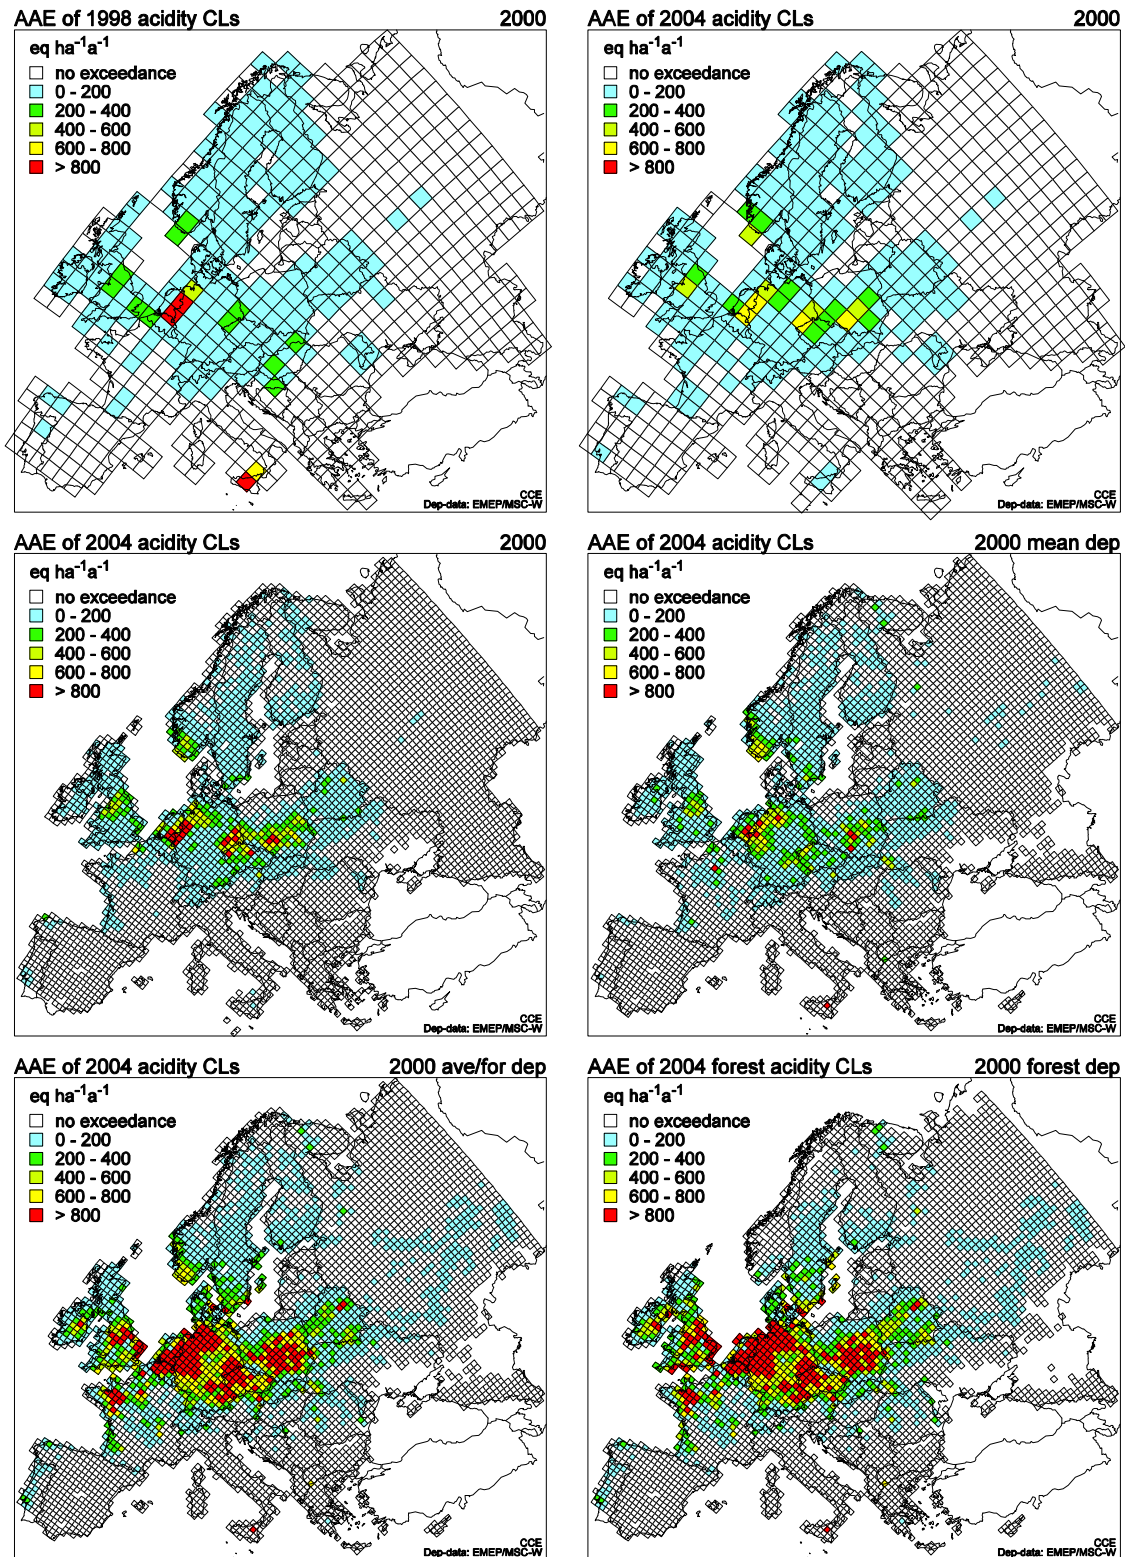 AAE of 1998 acidity CLs 2000
eq ha⁻¹a⁻¹
no exceedance
0 - 200
200 - 400
400 - 600
600 - 800
> 800
CCE
Dep-data: EMEP/MSC-W
AAE of 2004 acidity CLs 2000
eq ha⁻¹a⁻¹
no exceedance
0 - 200
200 - 400
400 - 600
600 - 800
> 800
CCE
Dep-data: EMEP/MSC-W
AAE of 2004 acidity CLs 2000
eq ha⁻¹a⁻¹
no exceedance
0 - 200
200 - 400
400 - 600
600 - 800
> 800
CCE
Dep-data: EMEP/MSC-W
AAE of 2004 acidity CLs 2000 mean dep
eq ha⁻¹a⁻¹
no exceedance
0 - 200
200 - 400
400 - 600
600 - 800
> 800
CCE
Dep-data: EMEP/MSC-W
AAE of 2004 acidity CLs 2000 ave/for dep
eq ha⁻¹a⁻¹
no exceedance
0 - 200
200 - 400
400 - 600
600 - 800
> 800
CCE
Dep-data: EMEP/MSC-W
AAE of 2004 forest acidity CLs 2000 forest dep
eq ha⁻¹a⁻¹
no exceedance
0 - 200
200 - 400
400 - 600
600 - 800
> 800
CCE
Dep-data: EMEP/MSC-W